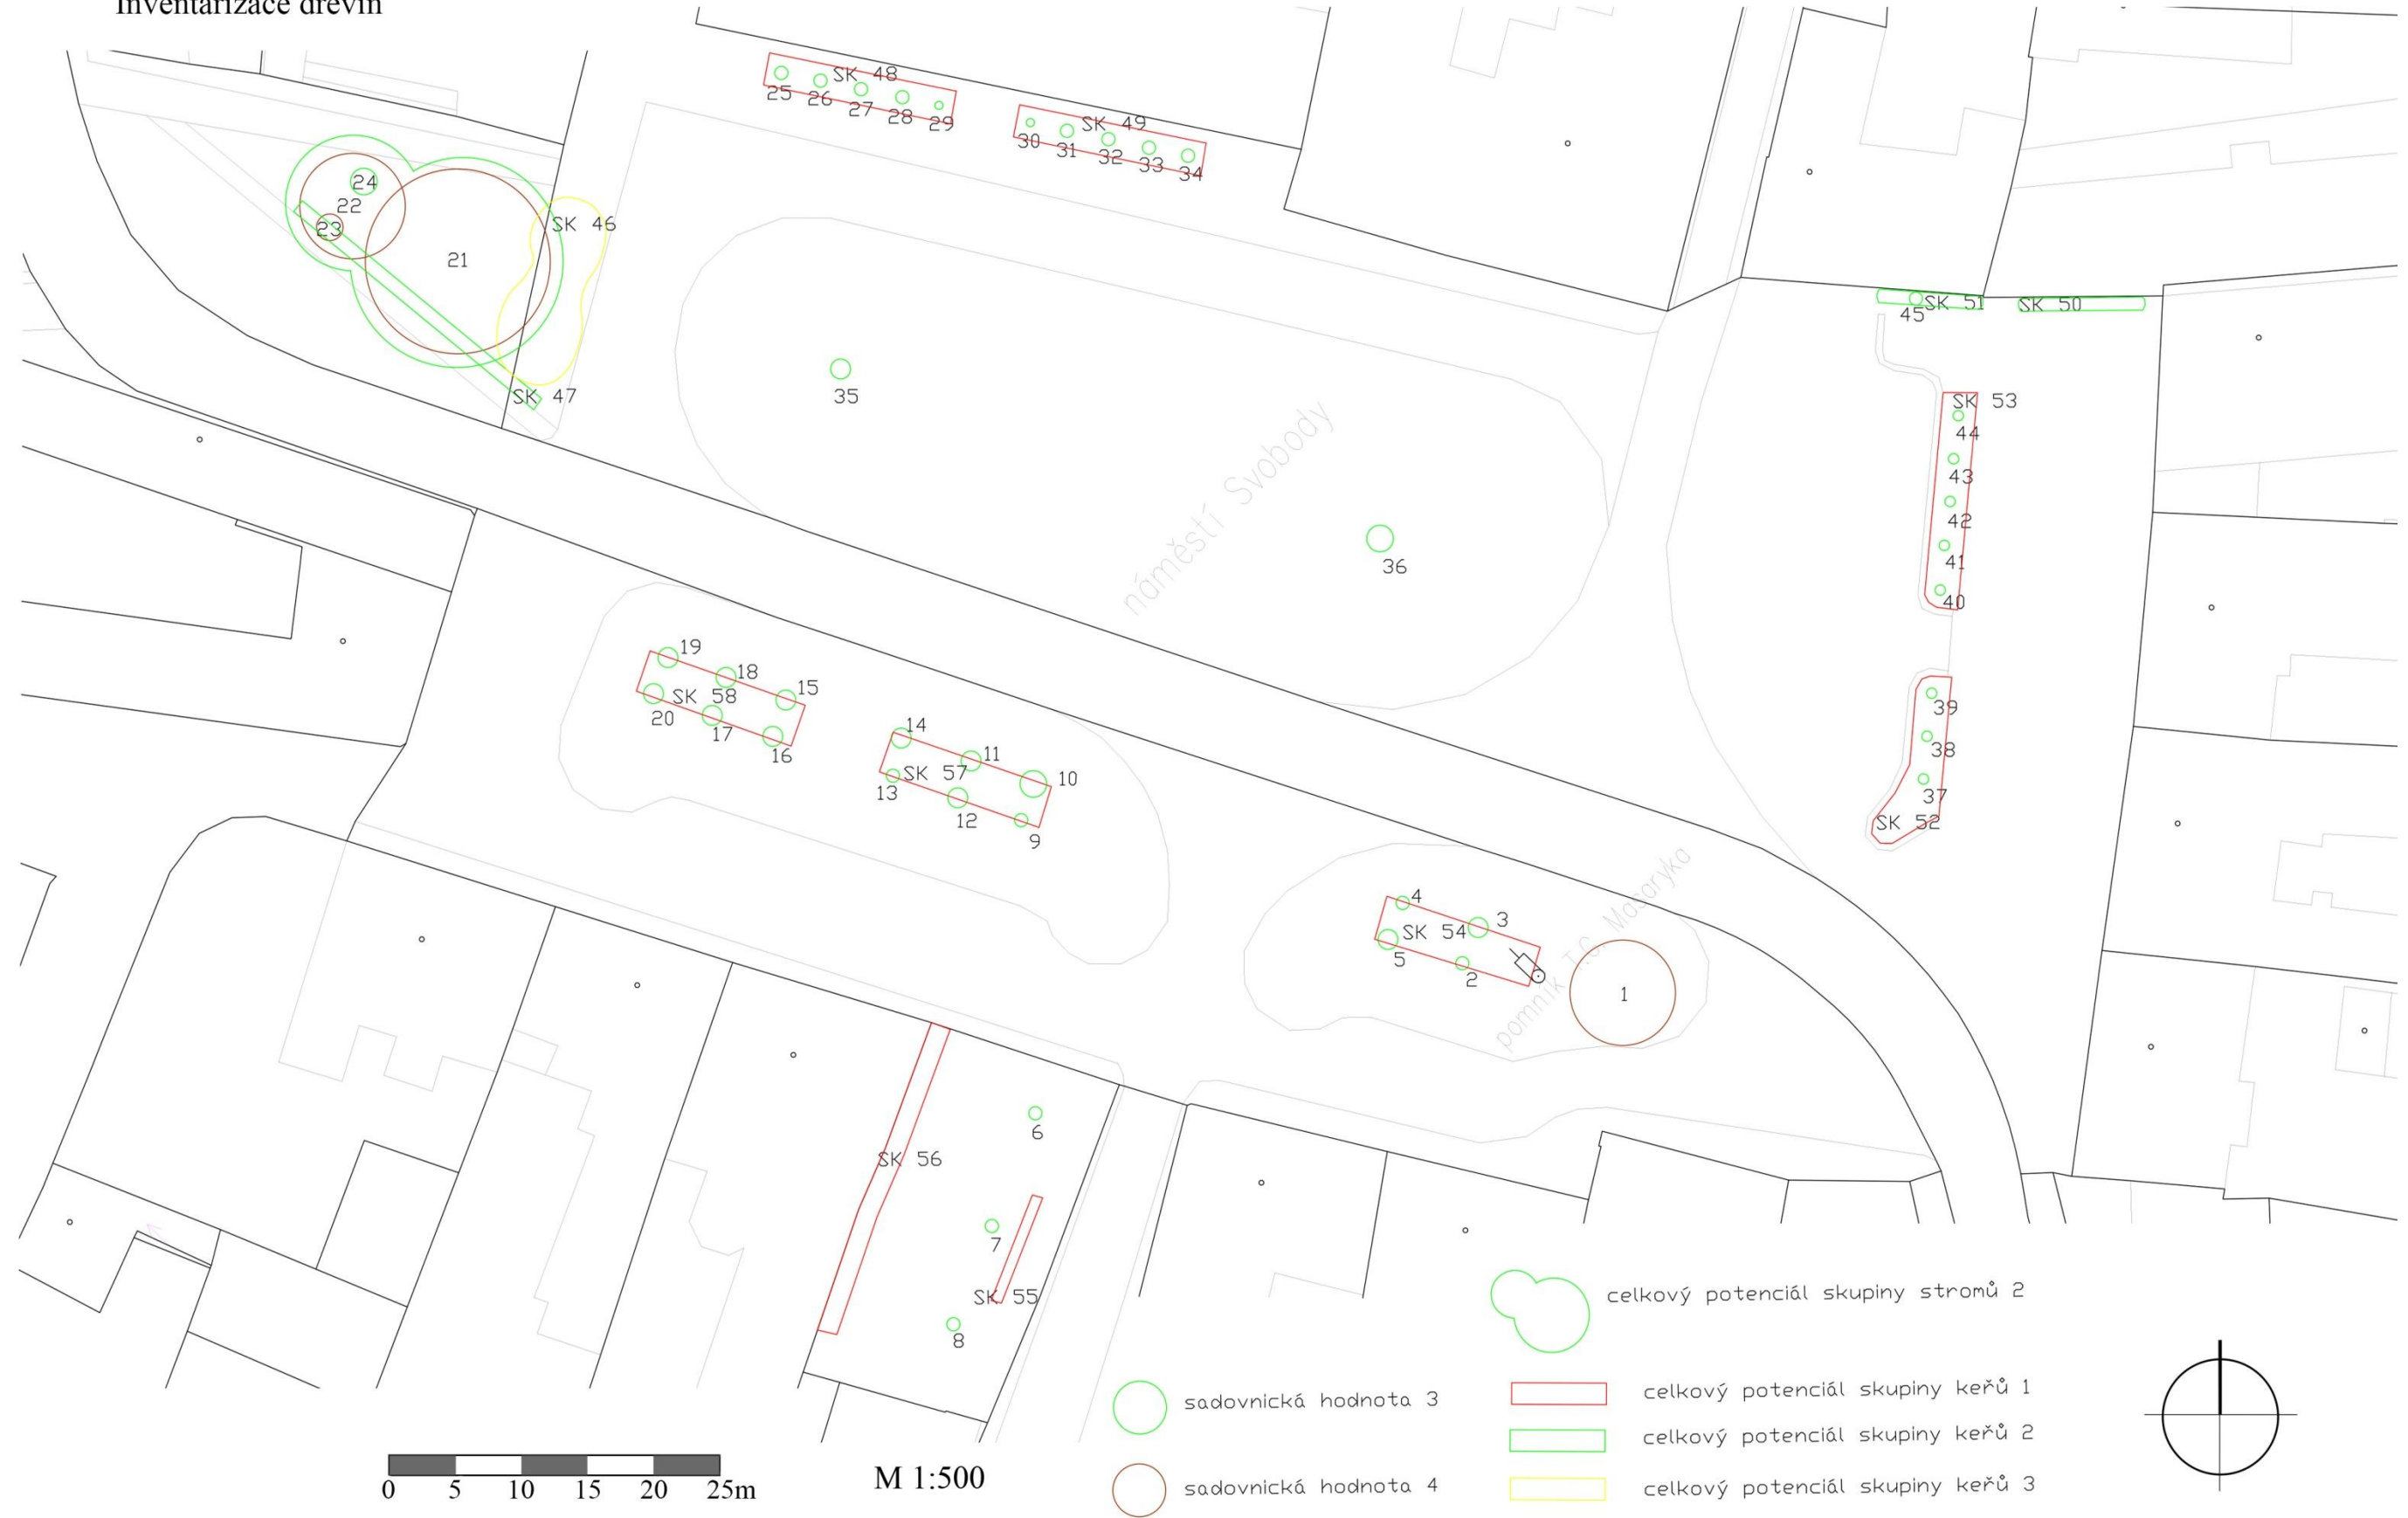 Inventarizace dřevin
SK 48
25 26 27 28 29
SK 49
30 31 32 33 34
24
22
23
21
SK 46
SK 47
SK 51
SK 50
45
35
36
náměstí Svobody
SK 53
44
43
42
41
40
39
38
37
SK 52
19
18
15
SK 58
20
17
16
14
11
10
SK 57
13
12
9
4
3
SK 54
5
2
1
pomník T.G. Masaryka
6
SK 56
7
SK 55
8
celkový potenciál skupiny stromů 2
sadovnická hodnota 3
celkový potenciál skupiny keřů 1
celkový potenciál skupiny keřů 2
sadovnická hodnota 4
celkový potenciál skupiny keřů 3
0 5 10 15 20 25m
M 1:500